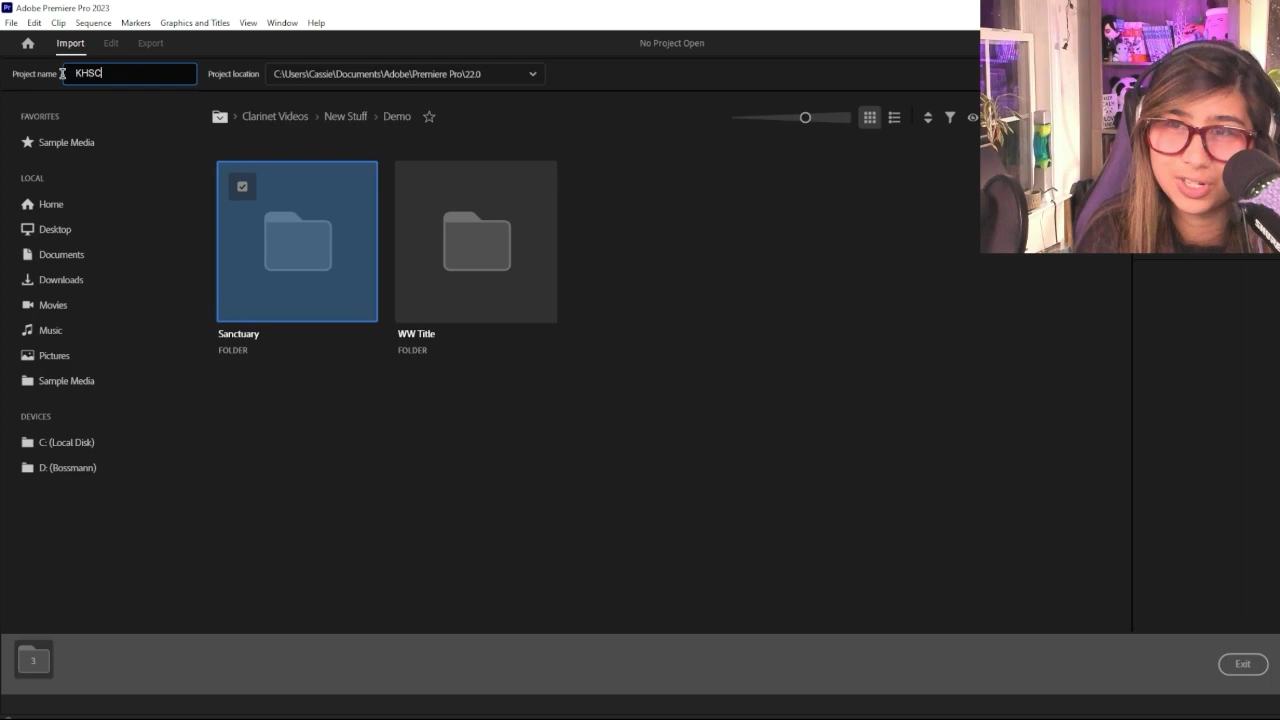 Adobe Premiere Pro 2023
File Edit Clip Sequence Markers Graphics and Titles View Window Help
Import Edit Export No Project Open
Project name KHSC Project location C:\Users\Cassie\Documents\Adobe\Premiere Pro\22.0
FAVORITES
Sample Media
LOCAL
Home
Desktop
Documents
Downloads
Movies
Music
Pictures
Sample Media
DEVICES
C: (Local Disk)
D: (Bossmann)
Clarinet Videos > New Stuff > Demo
Sanctuary
FOLDER
WW Title
FOLDER
3
Exit